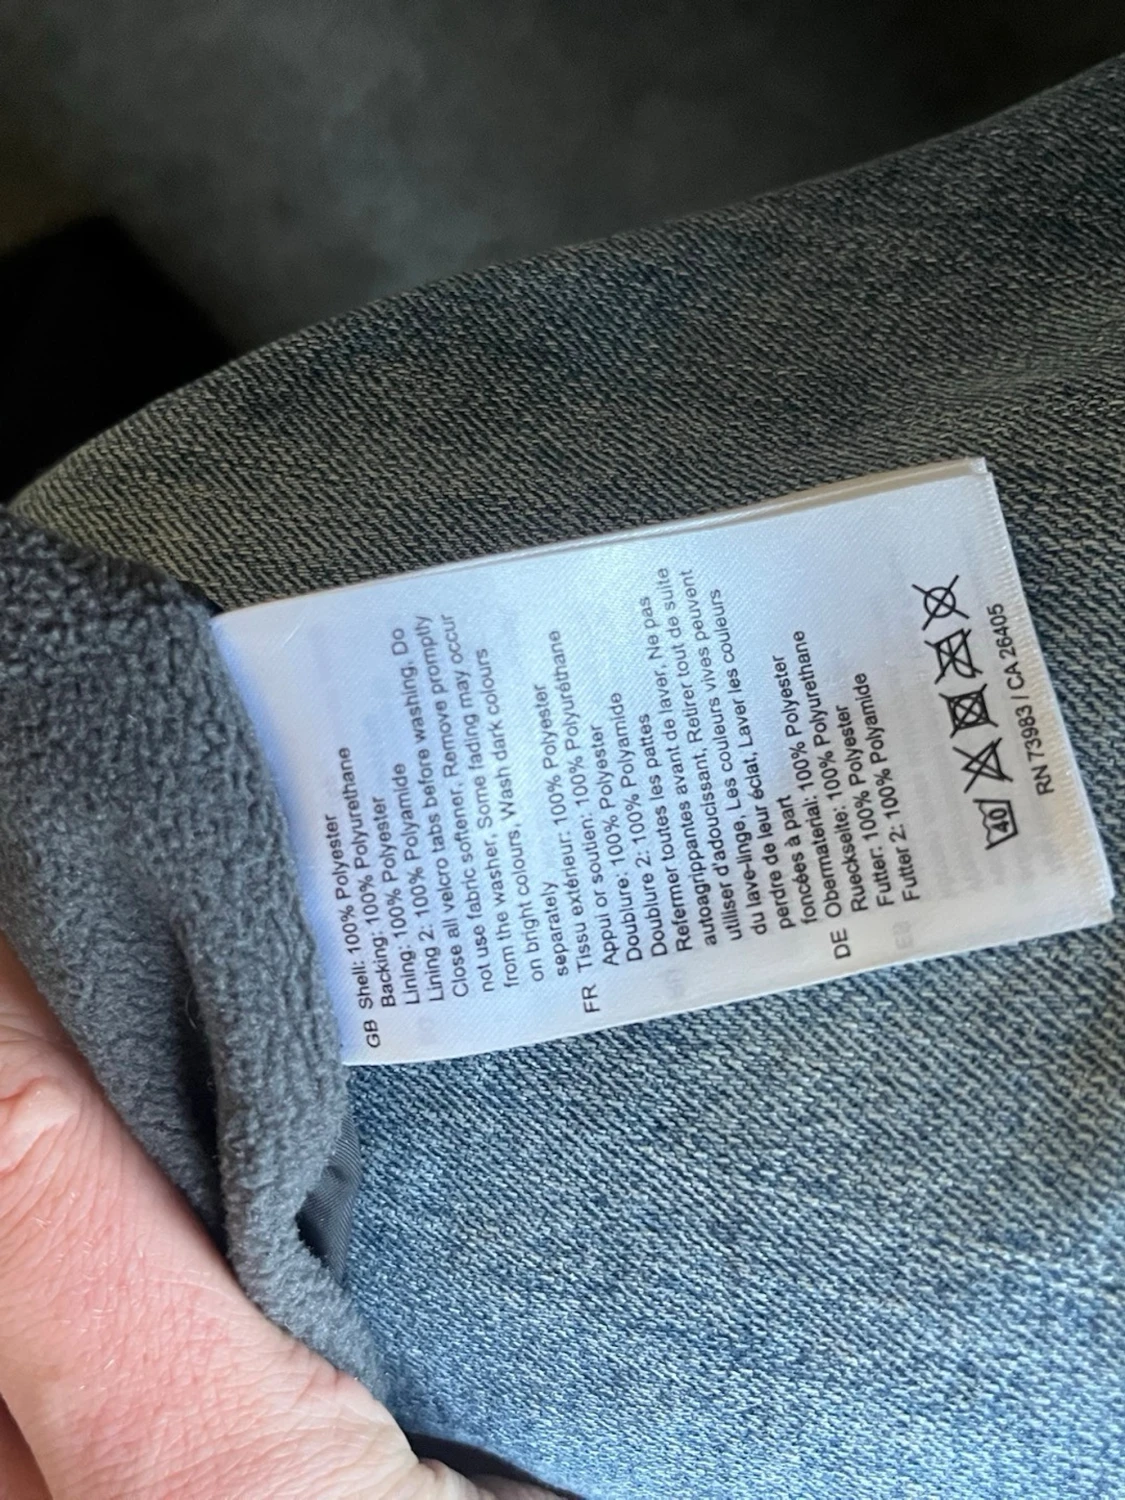 GB Shell: 100% Polyester
Backing: 100% Polyurethane
Lining: 100% Polyester
Lining 2: 100% Polyamide
Close all velcro tabs before washing, Do
not use fabric softener, Remove promptly
from the washer, Some fading may occur
on bright colours, Wash dark colours
separately
FR Tissu extérieur: 100% Polyester
Appui or soutien: 100% Polyuréthane
Doublure: 100% Polyester
Doublure 2: 100% Polyamide
Refermer toutes les pattes
autoagrippantes avant de laver, Ne pas
utiliser d'adoucissant, Retirer tout de suite
du lave-linge, Les couleurs vives peuvent
perdre de leur éclat, Laver les couleurs
foncées à part
DE Obermaterial: 100% Polyester
Rueckseite: 100% Polyurethane
Futter: 100% Polyester
Futter 2: 100% Polyamide
40
RN 73983 / CA 26405